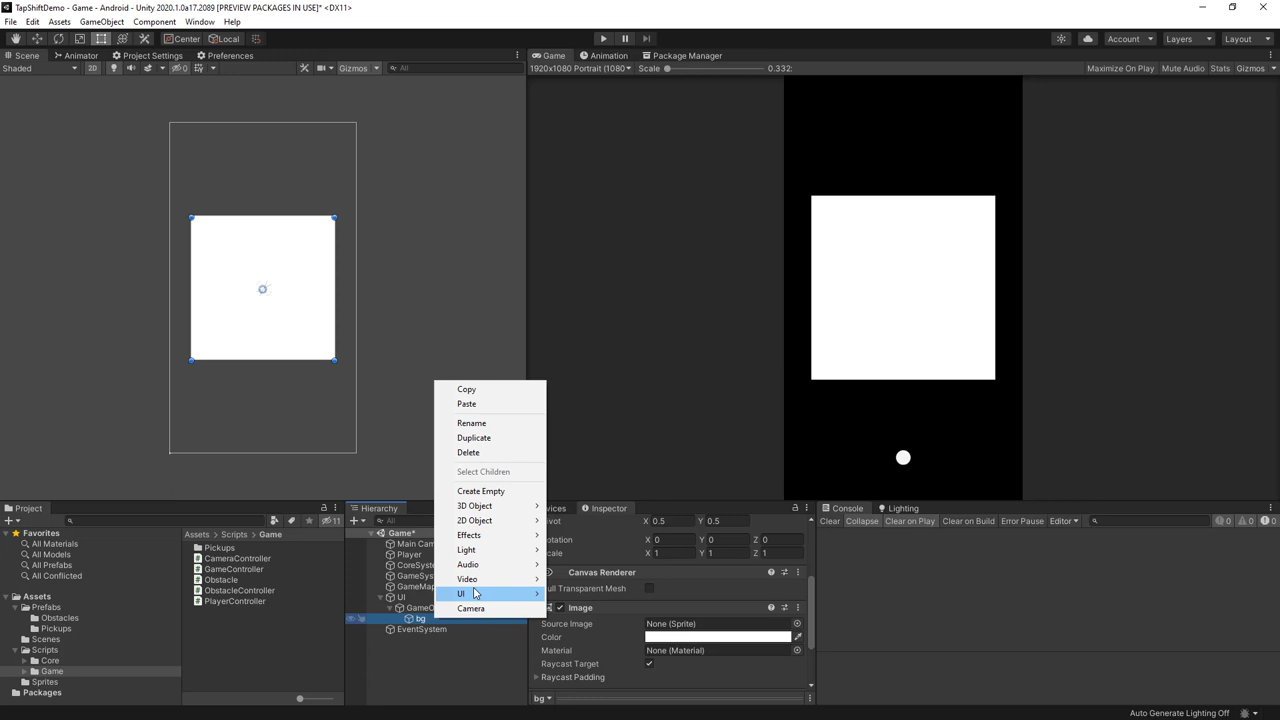 TapShiftDemo - Game - Android - Unity 2020.1.0a17.2089 [PREVIEW PACKAGES IN USE]* <DX11>
File Edit Assets GameObject Component Window Help
Center Local Account Layers Layout
Scene Animator Project Settings Preferences
Shaded 2D 0 Gizmos All
Game Animation Package Manager
1920x1080 Portrait (1080 Scale 0.332: Maximize On Play Mute Audio Stats Gizmos
Copy
Paste
Rename
Duplicate
Delete
Select Children
Create Empty
3D Object
2D Object
Effects
Light
Audio
Video
UI
Camera
Project
11
Favorites
All Materials
All Models
All Prefabs
All Conflicted
Assets
Prefabs
Obstacles
Pickups
Scenes
Scripts
Core
Game
Sprites
Packages
Assets > Scripts > Game
Pickups
CameraController
GameController
Obstacle
ObstacleController
PlayerController
Hierarchy
All
Game*
Main Cam
Player
CoreSyste
GameSys
GameMap
UI
GameO
bg
EventSystem
vices Inspector
ivot X 0.5 Y 0.5
otation X 0 Y 0 Z 0
cale X 1 Y 1 Z 1
Canvas Renderer
ull Transparent Mesh
Image
Source Image None (Sprite)
Color
Material None (Material)
Raycast Target
Raycast Padding
bg
Console Lighting
Clear Collapse Clear on Play Clear on Build Error Pause Editor 0 0 0
Auto Generate Lighting Off